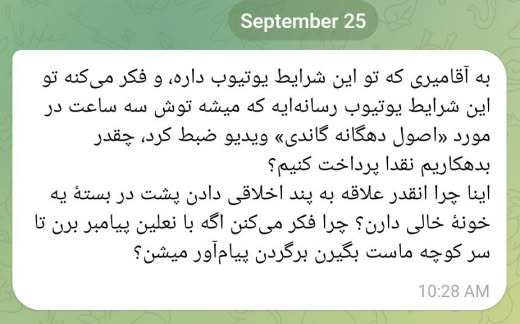 September 25
به آقامیری که تو این شرایط یوتیوب داره، و فکر می‌کنه تو
این شرایط یوتیوب رسانه‌ایه که میشه توش سه ساعت در
مورد «اصول دهگانه گاندی» ویدیو ضبط کرد، چقدر
بدهکاریم نقدا پرداخت کنیم؟
اینا چرا انقدر علاقه به پند اخلاقی دادن پشت در بستهٔ یه
خونهٔ خالی دارن؟ چرا فکر می‌کنن اگه با نعلین پیامبر برن تا
سر کوچه ماست بگیرن برگردن پیام‌آور میشن؟
10:28 AM